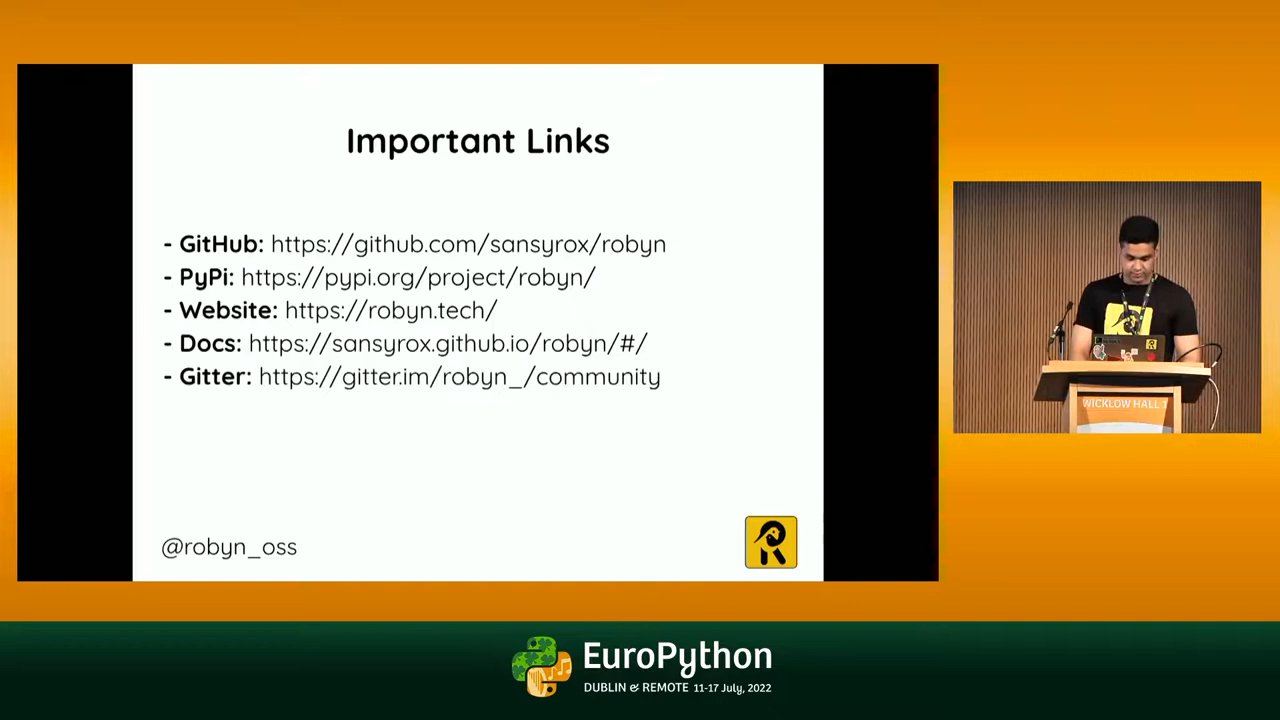 Important Links
- GitHub: https://github.com/sansyrox/robyn
- PyPi: https://pypi.org/project/robyn/
- Website: https://robyn.tech/
- Docs: https://sansyrox.github.io/robyn/#/
- Gitter: https://gitter.im/robyn_/community
@robyn_oss
R
WICKLOW HALL 1
EuroPython
DUBLIN & REMOTE 11-17 July, 2022